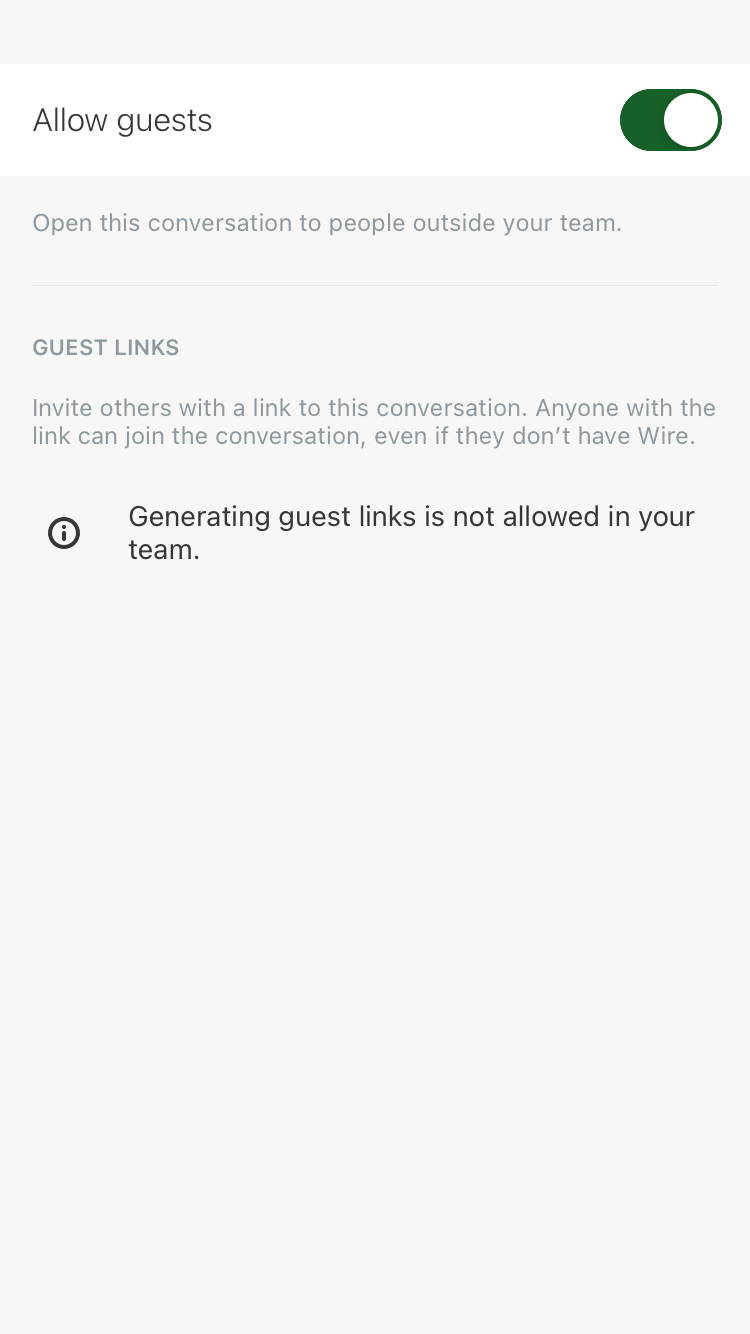 Allow guests
Open this conversation to people outside your team.
GUEST LINKS
Invite others with a link to this conversation. Anyone with the
link can join the conversation, even if they don’t have Wire.
Generating guest links is not allowed in your
team.